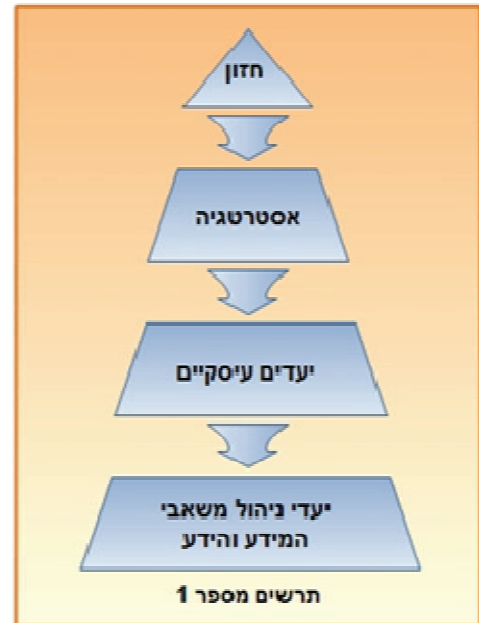 חזון
אסטרטגיה
יעדים עיסקיים
יעדי ניהול משאבי
המידע והידע
תרשים מספר 1